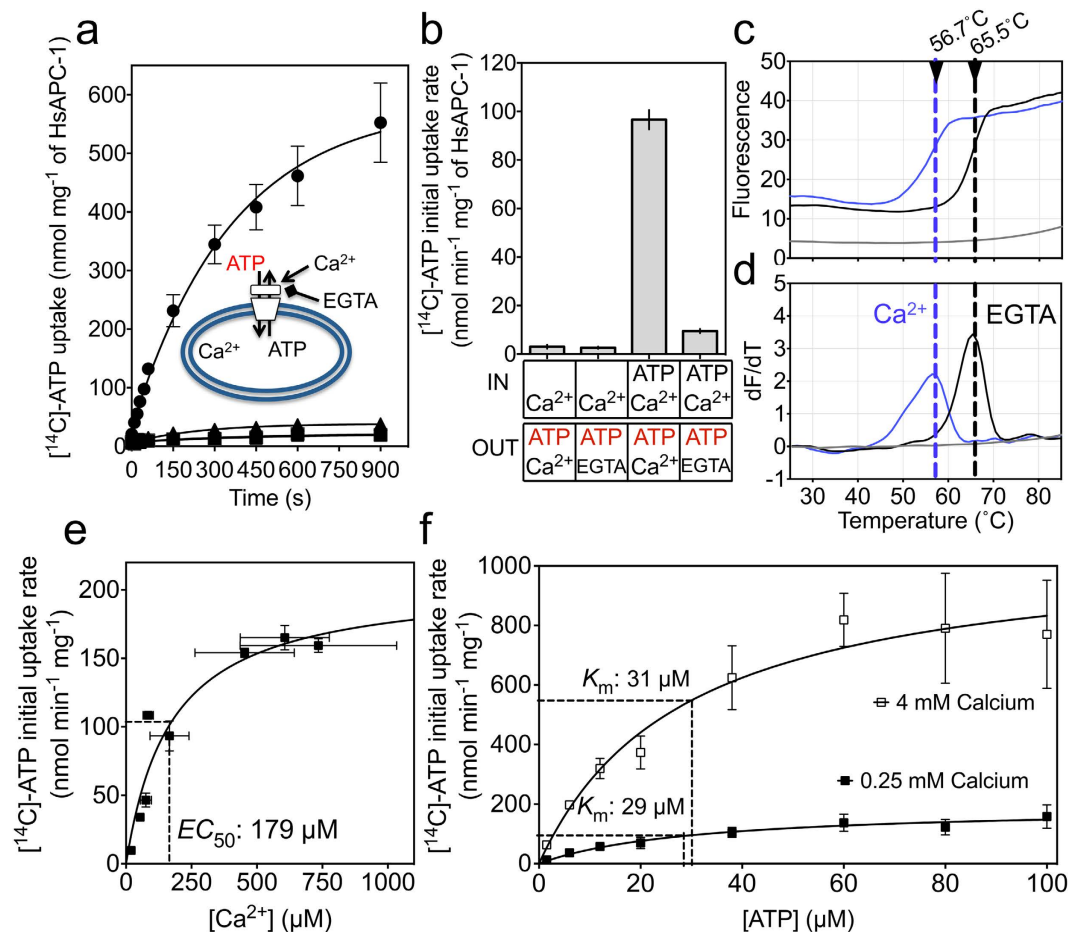 a
[¹⁴C]-ATP uptake (nmol mg⁻¹ of HsAPC-1)
600
500
400
300
200
100
0
0 150 300 450 600 750 900
Time (s)
ATP
Ca²⁺
EGTA
Ca²⁺
ATP
b
[¹⁴C]-ATP initial uptake rate
(nmol min⁻¹ mg⁻¹ of HsAPC-1)
120
100
80
60
40
20
0
IN
Ca²⁺
Ca²⁺
ATP
Ca²⁺
ATP
Ca²⁺
OUT
ATP
Ca²⁺
ATP
EGTA
ATP
Ca²⁺
ATP
EGTA
c
56.7˚C
65.5˚C
Fluorescence
50
40
30
20
10
0
d
dF/dT
5
4
3
2
1
0
-1
Ca²⁺
EGTA
30 40 50 60 70 80
Temperature (˚C)
e
[¹⁴C]-ATP initial uptake rate
(nmol min⁻¹ mg⁻¹)
200
150
100
50
0
EC₅₀: 179 µM
0 250 500 750 1000
[Ca²⁺] (µM)
f
[¹⁴C]-ATP initial uptake rate
(nmol min⁻¹ mg⁻¹)
1000
800
600
400
200
0
Kₘ: 31 µM
4 mM Calcium
Kₘ: 29 µM
0.25 mM Calcium
0 20 40 60 80 100
[ATP] (µM)